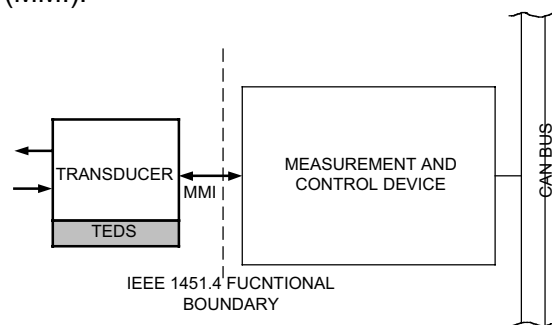 (MMI).
TRANSDUCER
MMI
TEDS
MEASUREMENT AND
CONTROL DEVICE
CAN BUS
IEEE 1451.4 FUCNTIONAL
BOUNDARY